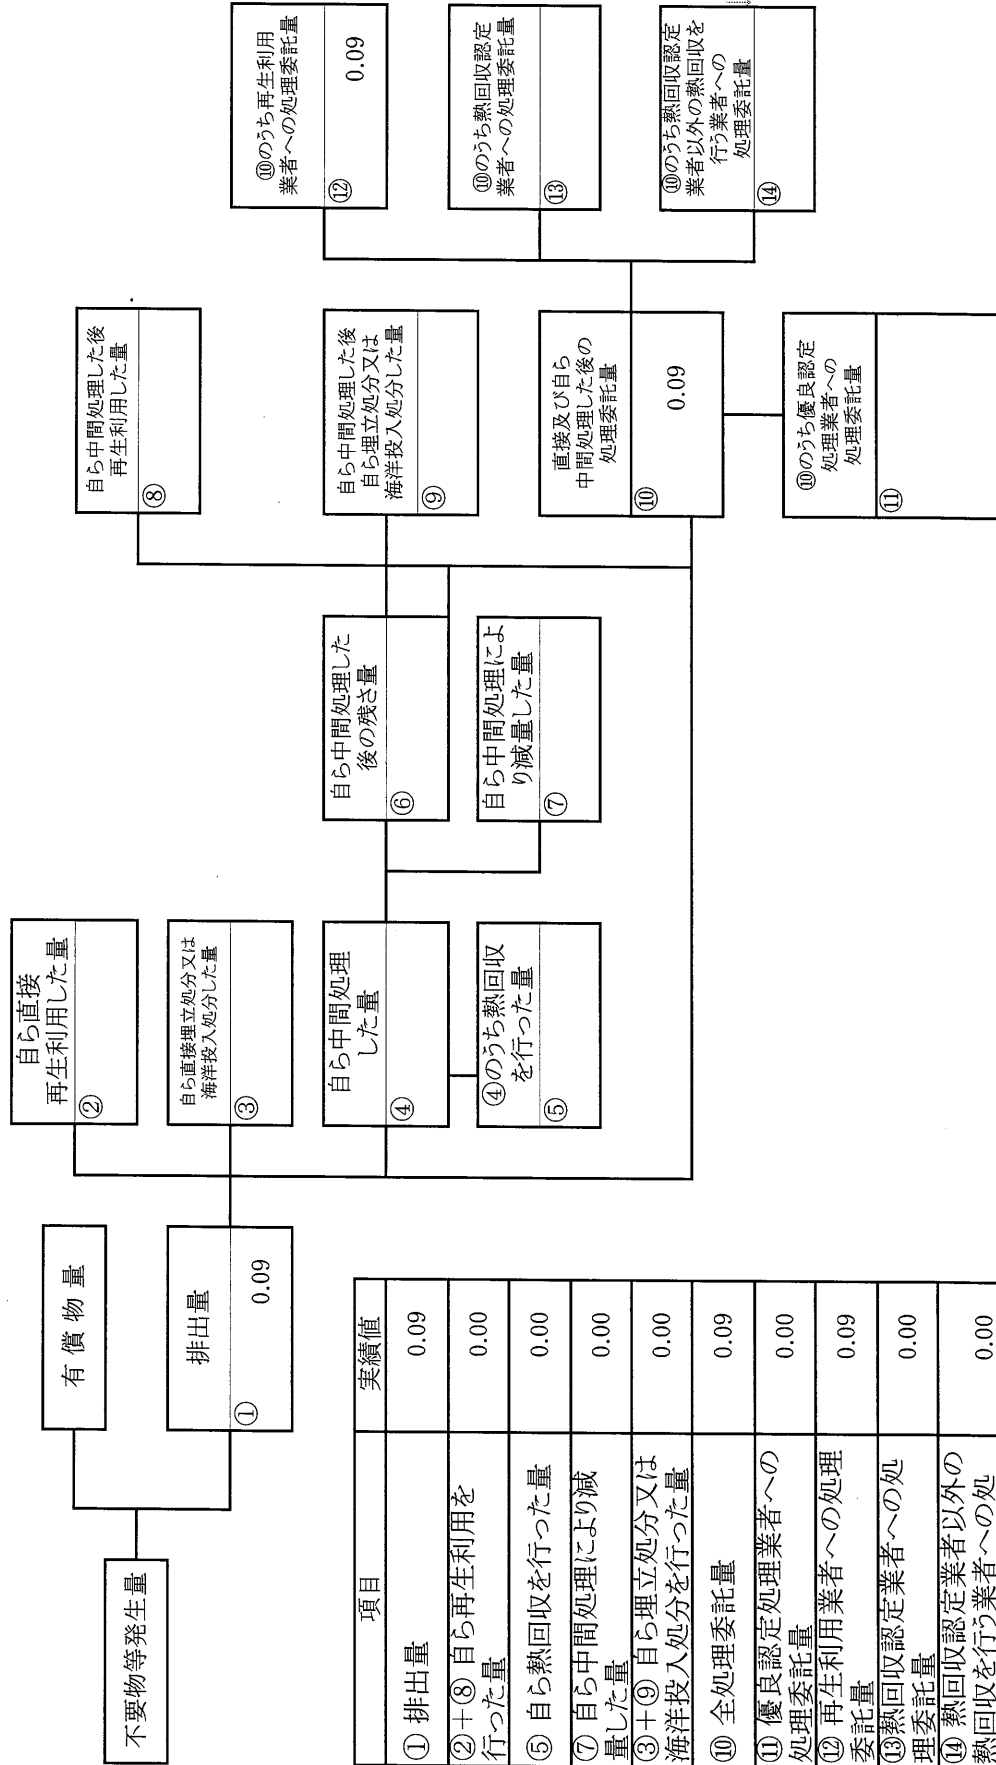 不要物等発生量
有償物量
排出量
①
0.09
自ら直接
再生利用した量
②
自ら直接埋立処分又は
海洋投入処分した量
③
自ら中間処理
した量
④
④のうち熱回収
を行った量
⑤
自ら中間処理した
後の残さ量
⑥
自ら中間処理によ
り減量した量
⑦
自ら中間処理した後
再生利用した量
⑧
自ら中間処理した後
自ら埋立処分又は
海洋投入処分した量
⑨
直接及び自ら
中間処理した後の
処理委託量
⑩
0.09
⑩のうち優良認定
処理業者への
処理委託量
⑪
⑩のうち再生利用
業者への処理委託量
⑫
0.09
⑩のうち熱回収認定
業者への処理委託量
⑬
⑩のうち熱回収認定
業者以外の熱回収を
行う業者への
処理委託量
⑭
項目 実績値
① 排出量 0.09
②+⑧ 自ら再生利用を
行った量 0.00
⑤ 自ら熱回収を行った量 0.00
⑦ 自ら中間処理により減
量した量 0.00
③+⑨ 自ら埋立処分又は
海洋投入処分を行った量 0.00
⑩ 全処理委託量 0.09
⑪ 優良認定処理業者への
処理委託量 0.00
⑫ 再生利用業者への処理
委託量 0.09
⑬熱回収認定業者への処
理委託量 0.00
⑭ 熱回収認定業者以外の
熱回収を行う業者への処 0.00